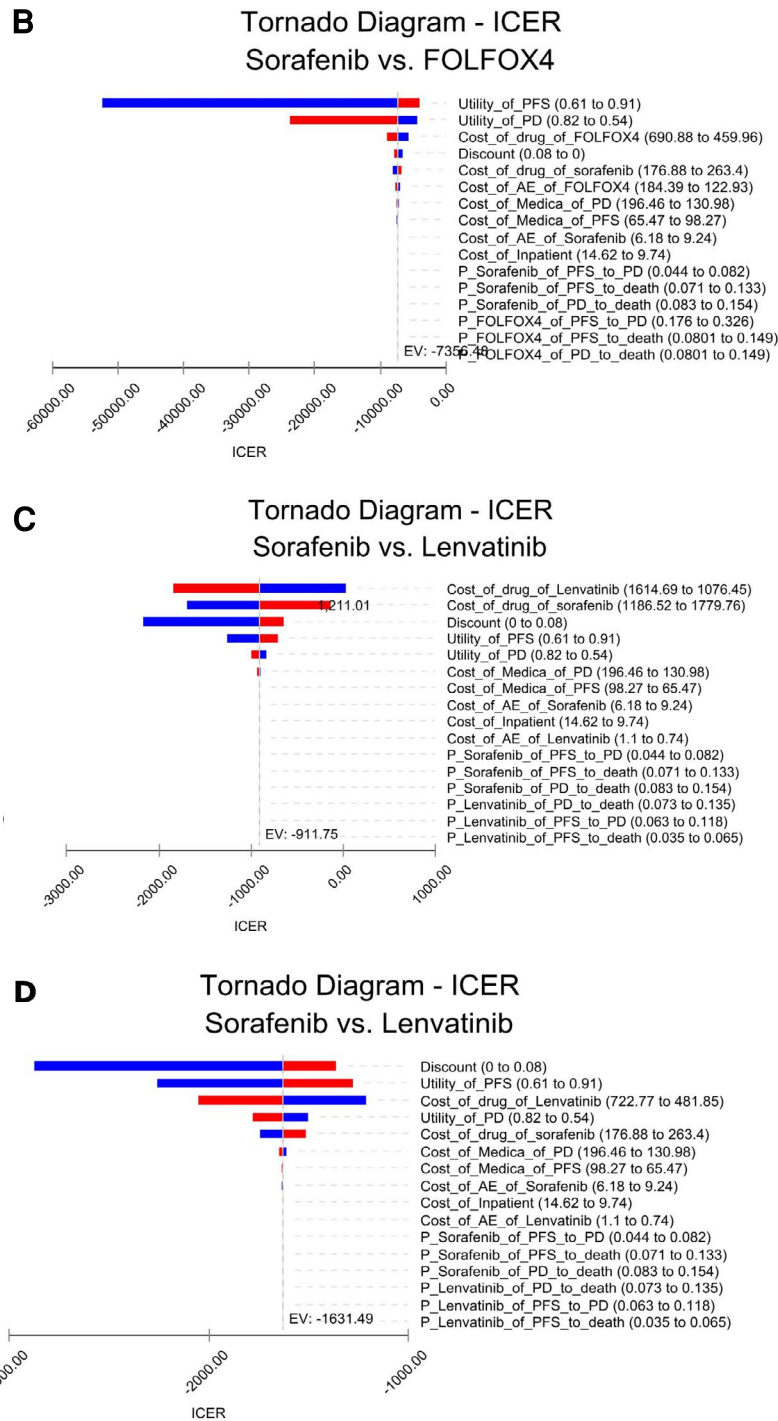 B
Tornado Diagram - ICER
Sorafenib vs. FOLFOX4
Utility_of_PFS (0.61 to 0.91)
Utility_of_PD (0.82 to 0.54)
Cost_of_drug_of_FOLFOX4 (690.88 to 459.96)
Discount (0.08 to 0)
Cost_of_drug_of_sorafenib (176.88 to 263.4)
Cost_of_AE_of_FOLFOX4 (184.39 to 122.93)
Cost_of_Medica_of_PD (196.46 to 130.98)
Cost_of_Medica_of_PFS (65.47 to 98.27)
Cost_of_AE_of_Sorafenib (6.18 to 9.24)
Cost_of_Inpatient (14.62 to 9.74)
P_Sorafenib_of_PFS_to_PD (0.044 to 0.082)
P_Sorafenib_of_PFS_to_death (0.071 to 0.133)
P_Sorafenib_of_PD_to_death (0.083 to 0.154)
P_FOLFOX4_of_PFS_to_PD (0.176 to 0.326)
P_FOLFOX4_of_PFS_to_death (0.0801 to 0.149)
EV: -7356.48
P_FOLFOX4_of_PD_to_death (0.0801 to 0.149)
-60000.00 -50000.00 -40000.00 -30000.00 -20000.00 -10000.00 0.00
ICER
C
Tornado Diagram - ICER
Sorafenib vs. Lenvatinib
Cost_of_drug_of_Lenvatinib (1614.69 to 1076.45)
1,211.01 Cost_of_drug_of_sorafenib (1186.52 to 1779.76)
Discount (0 to 0.08)
Utility_of_PFS (0.61 to 0.91)
Utility_of_PD (0.82 to 0.54)
Cost_of_Medica_of_PD (196.46 to 130.98)
Cost_of_Medica_of_PFS (98.27 to 65.47)
Cost_of_AE_of_Sorafenib (6.18 to 9.24)
Cost_of_Inpatient (14.62 to 9.74)
Cost_of_AE_of_Lenvatinib (1.1 to 0.74)
P_Sorafenib_of_PFS_to_PD (0.044 to 0.082)
P_Sorafenib_of_PFS_to_death (0.071 to 0.133)
P_Sorafenib_of_PD_to_death (0.083 to 0.154)
P_Lenvatinib_of_PD_to_death (0.073 to 0.135)
P_Lenvatinib_of_PFS_to_PD (0.063 to 0.118)
EV: -911.75 P_Lenvatinib_of_PFS_to_death (0.035 to 0.065)
-3000.00 -2000.00 -1000.00 0.00 1000.00
ICER
D
Tornado Diagram - ICER
Sorafenib vs. Lenvatinib
Discount (0 to 0.08)
Utility_of_PFS (0.61 to 0.91)
Cost_of_drug_of_Lenvatinib (722.77 to 481.85)
Utility_of_PD (0.82 to 0.54)
Cost_of_drug_of_sorafenib (176.88 to 263.4)
Cost_of_Medica_of_PD (196.46 to 130.98)
Cost_of_Medica_of_PFS (98.27 to 65.47)
Cost_of_AE_of_Sorafenib (6.18 to 9.24)
Cost_of_Inpatient (14.62 to 9.74)
Cost_of_AE_of_Lenvatinib (1.1 to 0.74)
P_Sorafenib_of_PFS_to_PD (0.044 to 0.082)
P_Sorafenib_of_PFS_to_death (0.071 to 0.133)
P_Sorafenib_of_PD_to_death (0.083 to 0.154)
P_Lenvatinib_of_PD_to_death (0.073 to 0.135)
P_Lenvatinib_of_PFS_to_PD (0.063 to 0.118)
EV: -1631.49 P_Lenvatinib_of_PFS_to_death (0.035 to 0.065)
-2000.00 -1000.00
ICER